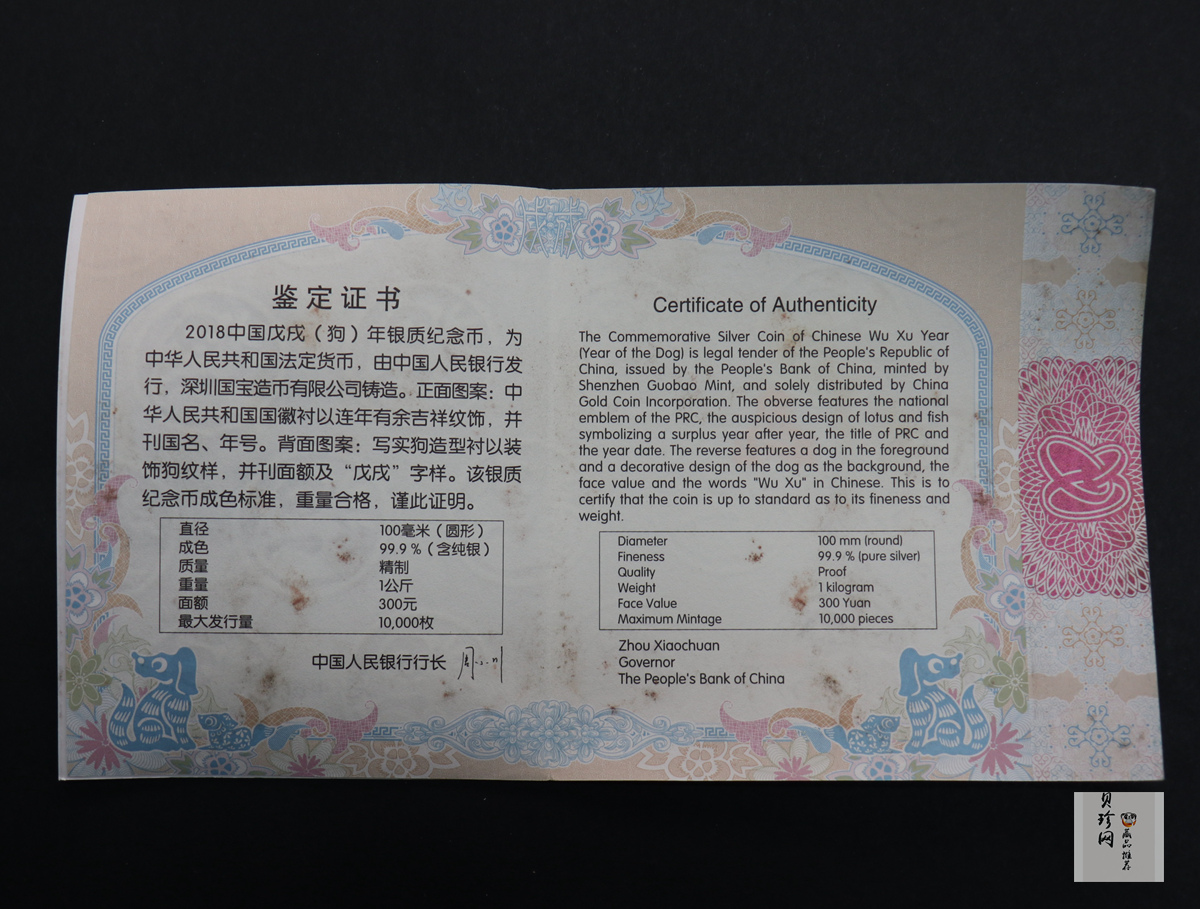 鉴定证书
2018中国戊戌（狗）年银质纪念币，为
中华人民共和国法定货币，由中国人民银行发
行，深圳国宝造币有限公司铸造。正面图案：中
华人民共和国国徽衬以连年有余吉祥纹饰，并
刊国名、年号。背面图案：写实狗造型衬以装
饰狗纹样，并刊面额及“戊戌”字样。该银质
纪念币成色标准，重量合格，谨此证明。
直径 100毫米（圆形）
成色 99.9％（含纯银）
质量 精制
重量 1公斤
面额 300元
最大发行量 10,000枚
中国人民银行行长
Certificate of Authenticity
The Commemorative Silver Coin of Chinese Wu Xu Year
(Year of the Dog) is legal tender of the People's Republic of
China, issued by the People's Bank of China, minted by
Shenzhen Guobao Mint, and solely distributed by China
Gold Coin Incorporation. The obverse features the national
emblem of the PRC, the auspicious design of lotus and fish
symbolizing a surplus year after year, the title of PRC and
the year date. The reverse features a dog in the foreground
and a decorative design of the dog as the background, the
face value and the words "Wu Xu" in Chinese. This is to
certify that the coin is up to standard as to its fineness and
weight.
Diameter 100 mm (round)
Fineness 99.9 % (pure silver)
Quality Proof
Weight 1 kilogram
Face Value 300 Yuan
Maximum Mintage 10,000 pieces
Zhou Xiaochuan
Governor
The People's Bank of China
贝珍网
藏品推荐